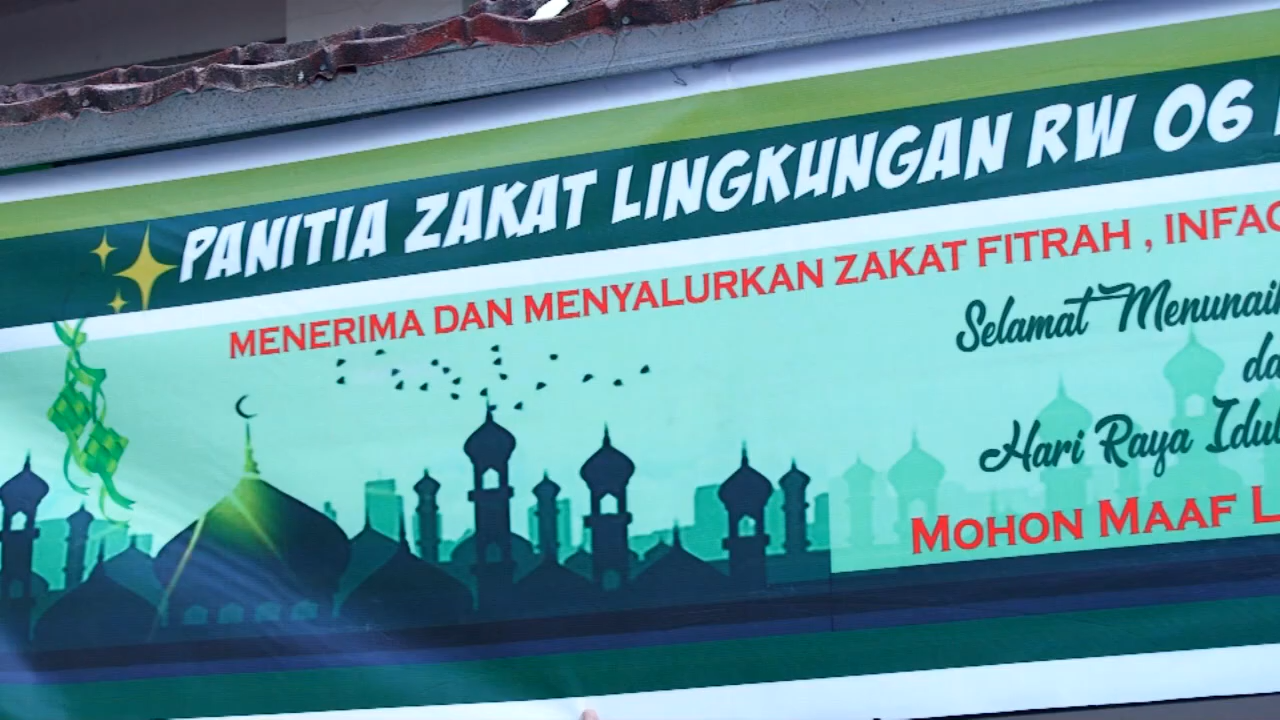 PANITIA ZAKAT LINGKUNGAN RW 06
MENERIMA DAN MENYALURKAN ZAKAT FITRAH ,
Selamat
Hari Raya
MOHON MAAF